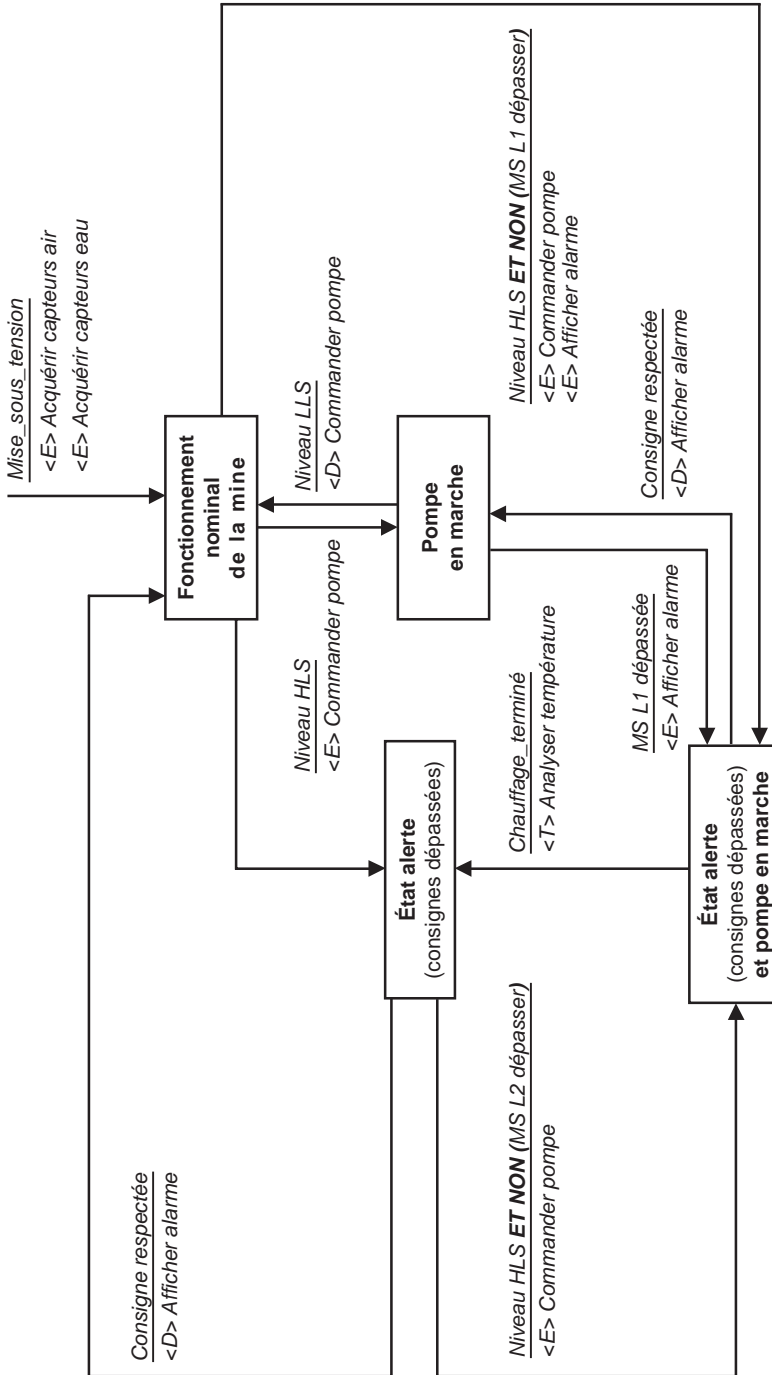 Mise_sous_tension
<E> Acquérir capteurs air
<E> Acquérir capteurs eau
Fonctionnement
nominal
de la mine
Niveau LLS
<D> Commander pompe
Niveau HLS
<E> Commander pompe
Pompe
en marche
Niveau HLS ET NON (MS L1 dépasser)
<E> Commander pompe
<E> Afficher alarme
Consigne respectée
<D> Afficher alarme
MS L1 dépassée
<E> Afficher alarme
État alerte
(consignes dépassées)
Chauffage_terminé
<T> Analyser température
État alerte
(consignes dépassées)
et pompe en marche
Consigne respectée
<D> Afficher alarme
Niveau HLS ET NON (MS L2 dépasser)
<E> Commander pompe